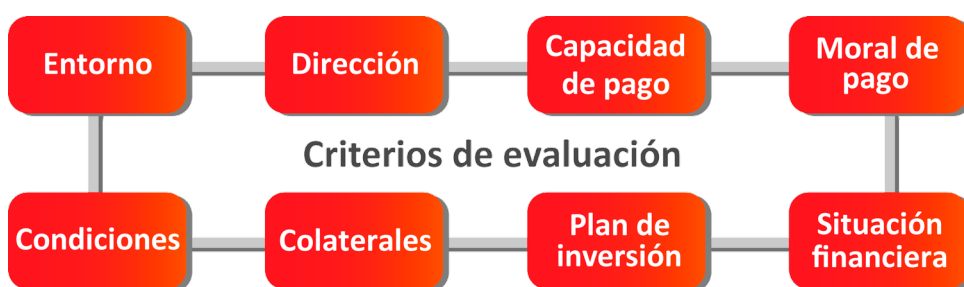 Entorno
Dirección
Capacidad
de pago
Moral de
pago
Criterios de evaluación
Condiciones
Colaterales
Plan de
inversión
Situación
financiera